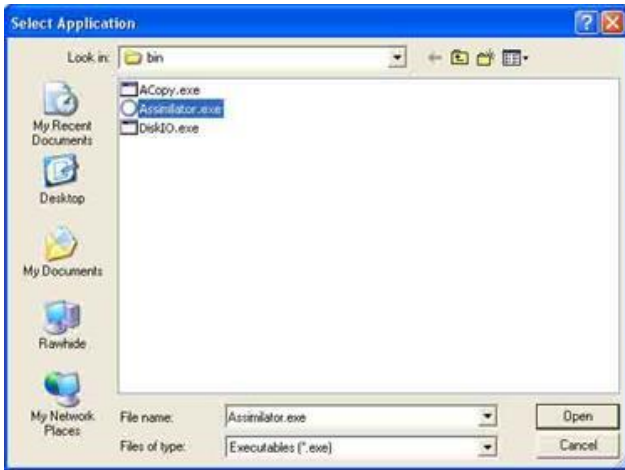 Select Application
Look in: bin
ACopy.exe
Assimilator.exe
DiskIO.exe
My Recent
Documents
Desktop
My Documents
Rawhide
My Network
Places
File name: Assimilator.exe Open
Files of type: Executables (*.exe) Cancel